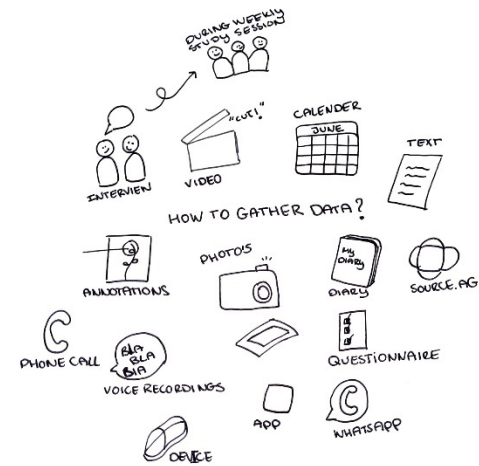 DURING WEEKLY
STUDY SESSION
INTERVIEW
"CUT!"
VIDEO
CALENDER
JUNE
TEXT
HOW TO GATHER DATA?
ANNOTATIONS
PHOTO'S
MY
DIARY
DIARY
SOURCE.AG
PHONE CALL
BLA
BLA
BLA
VOICE RECORDINGS
QUESTIONNAIRE
APP
WHATSAPP
DEVICE